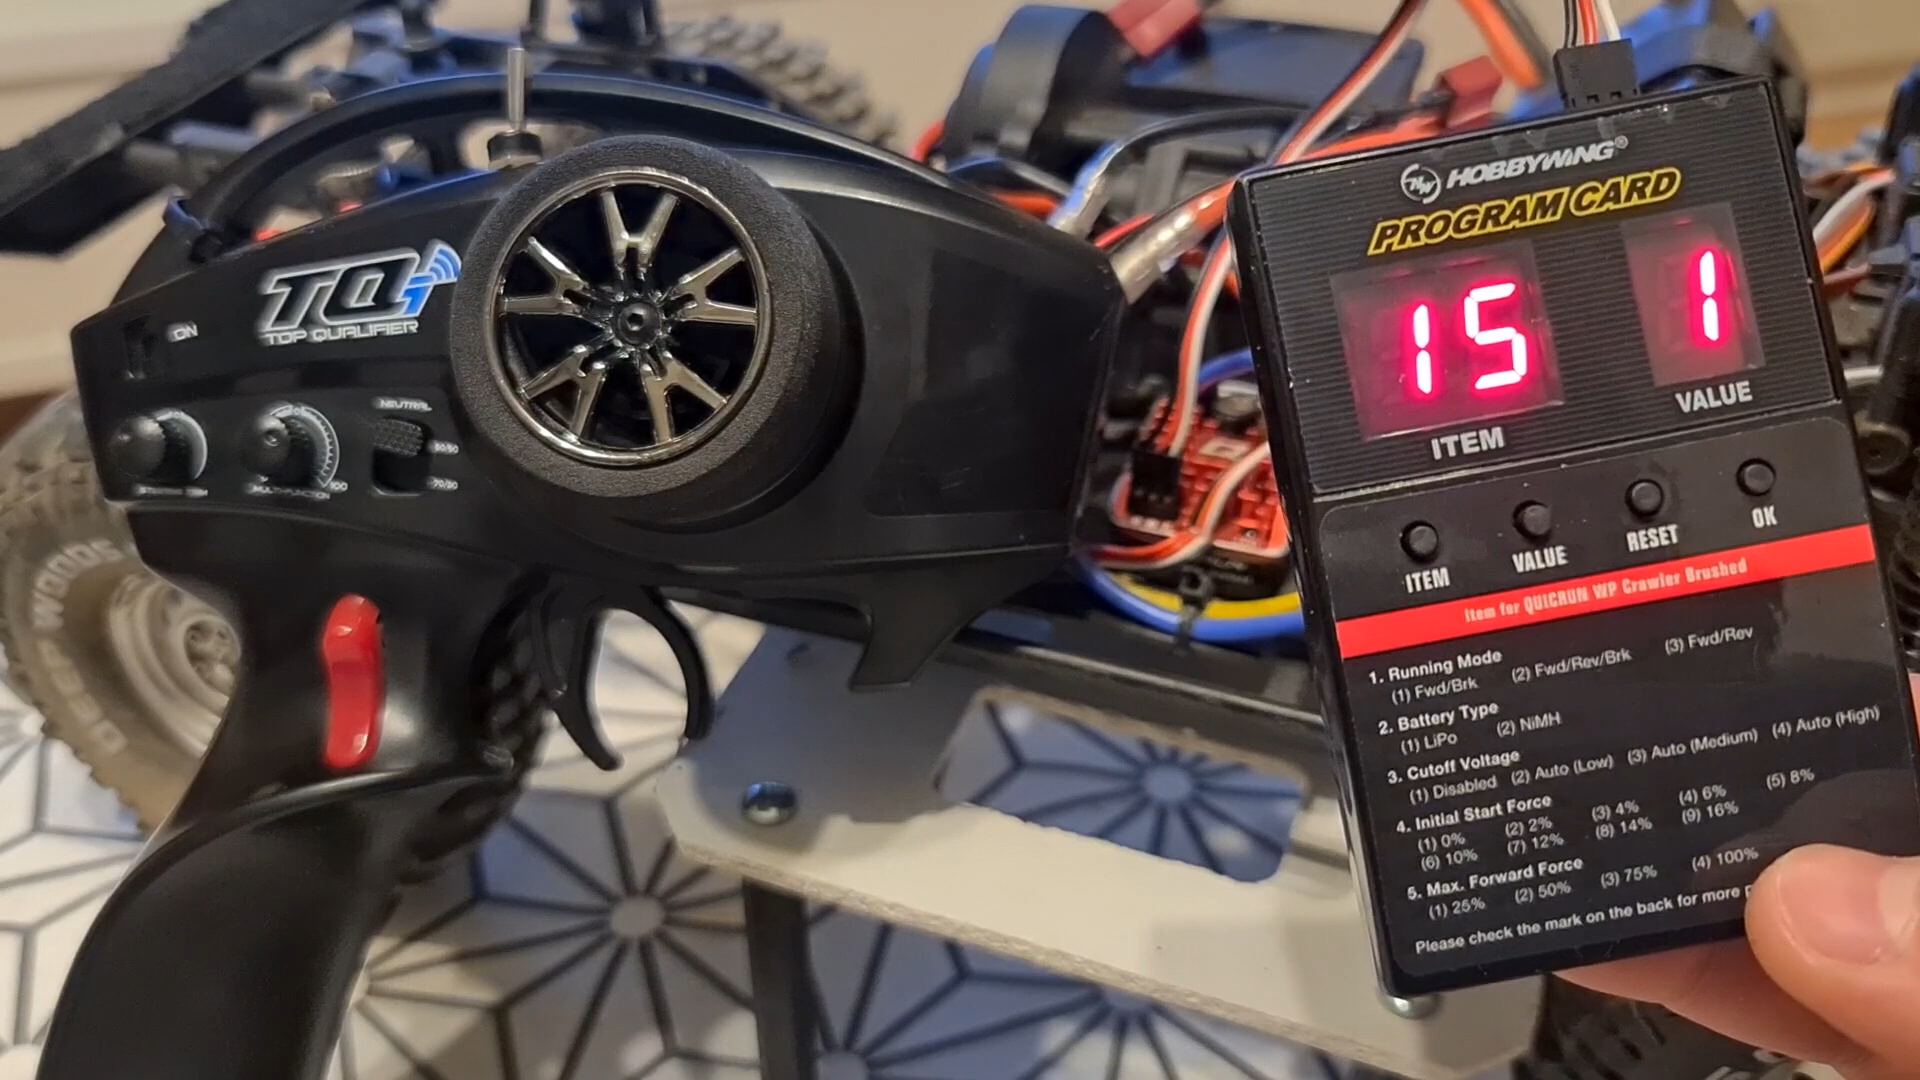 TQi
TOP QUALIFIER
ON
NEUTRAL
50/50
70/30
MULTI-FUNCTION
100
HOBBYWING®
PROGRAM CARD
15 1
ITEM VALUE
ITEM VALUE RESET OK
Item for QUICRUN WP Crawler Brushed
1. Running Mode
(1) Fwd/Brk (2) Fwd/Rev/Brk (3) Fwd/Rev
2. Battery Type
(1) LiPo (2) NiMH
3. Cutoff Voltage
(1) Disabled (2) Auto (Low) (3) Auto (Medium) (4) Auto (High)
4. Initial Start Force
(1) 0% (2) 2% (3) 4% (4) 6% (5) 8%
(6) 10% (7) 12% (8) 14% (9) 16%
5. Max. Forward Force
(1) 25% (2) 50% (3) 75% (4) 100%
Please check the mark on the back for more